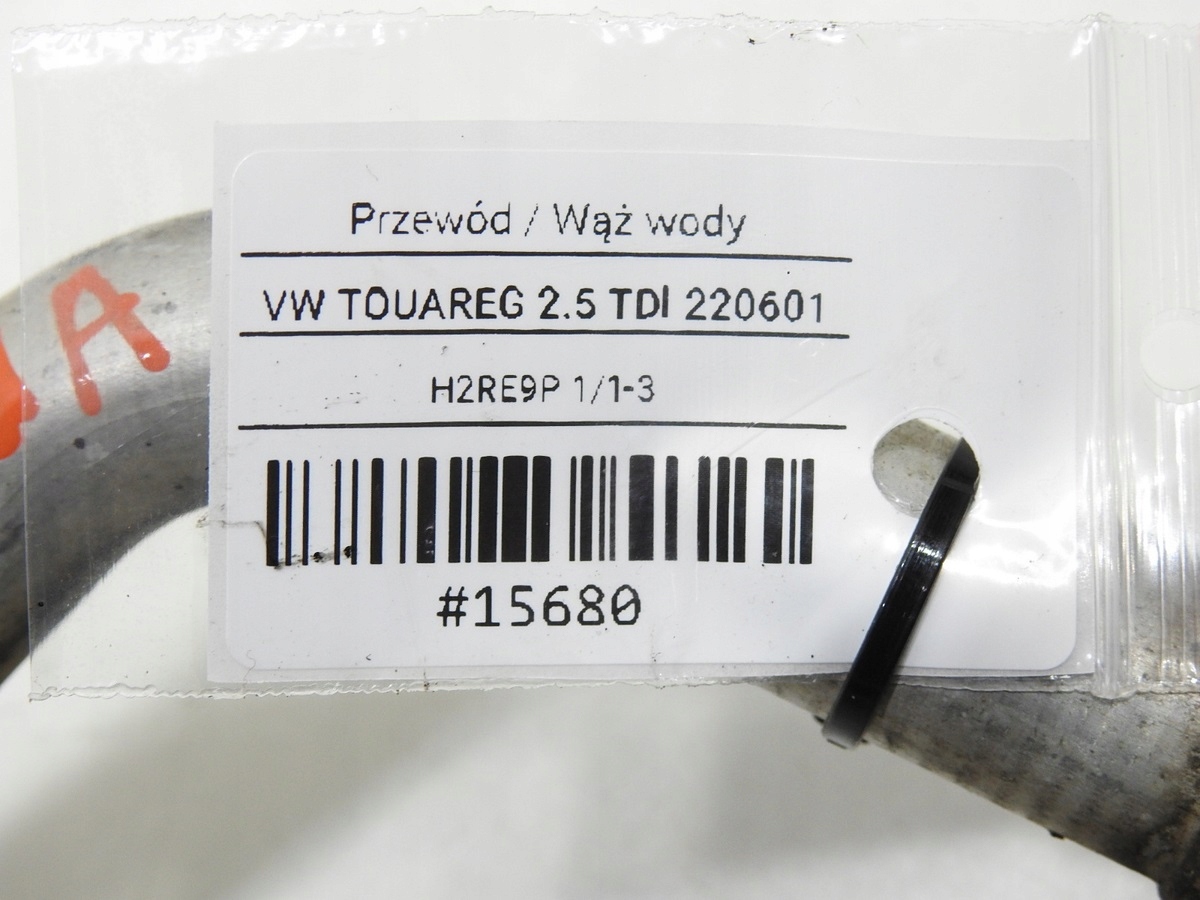 Przewód / Wąż wody
VW TOUAREG 2.5 TDI 220601
H2RE9P 1/1-3
#15680